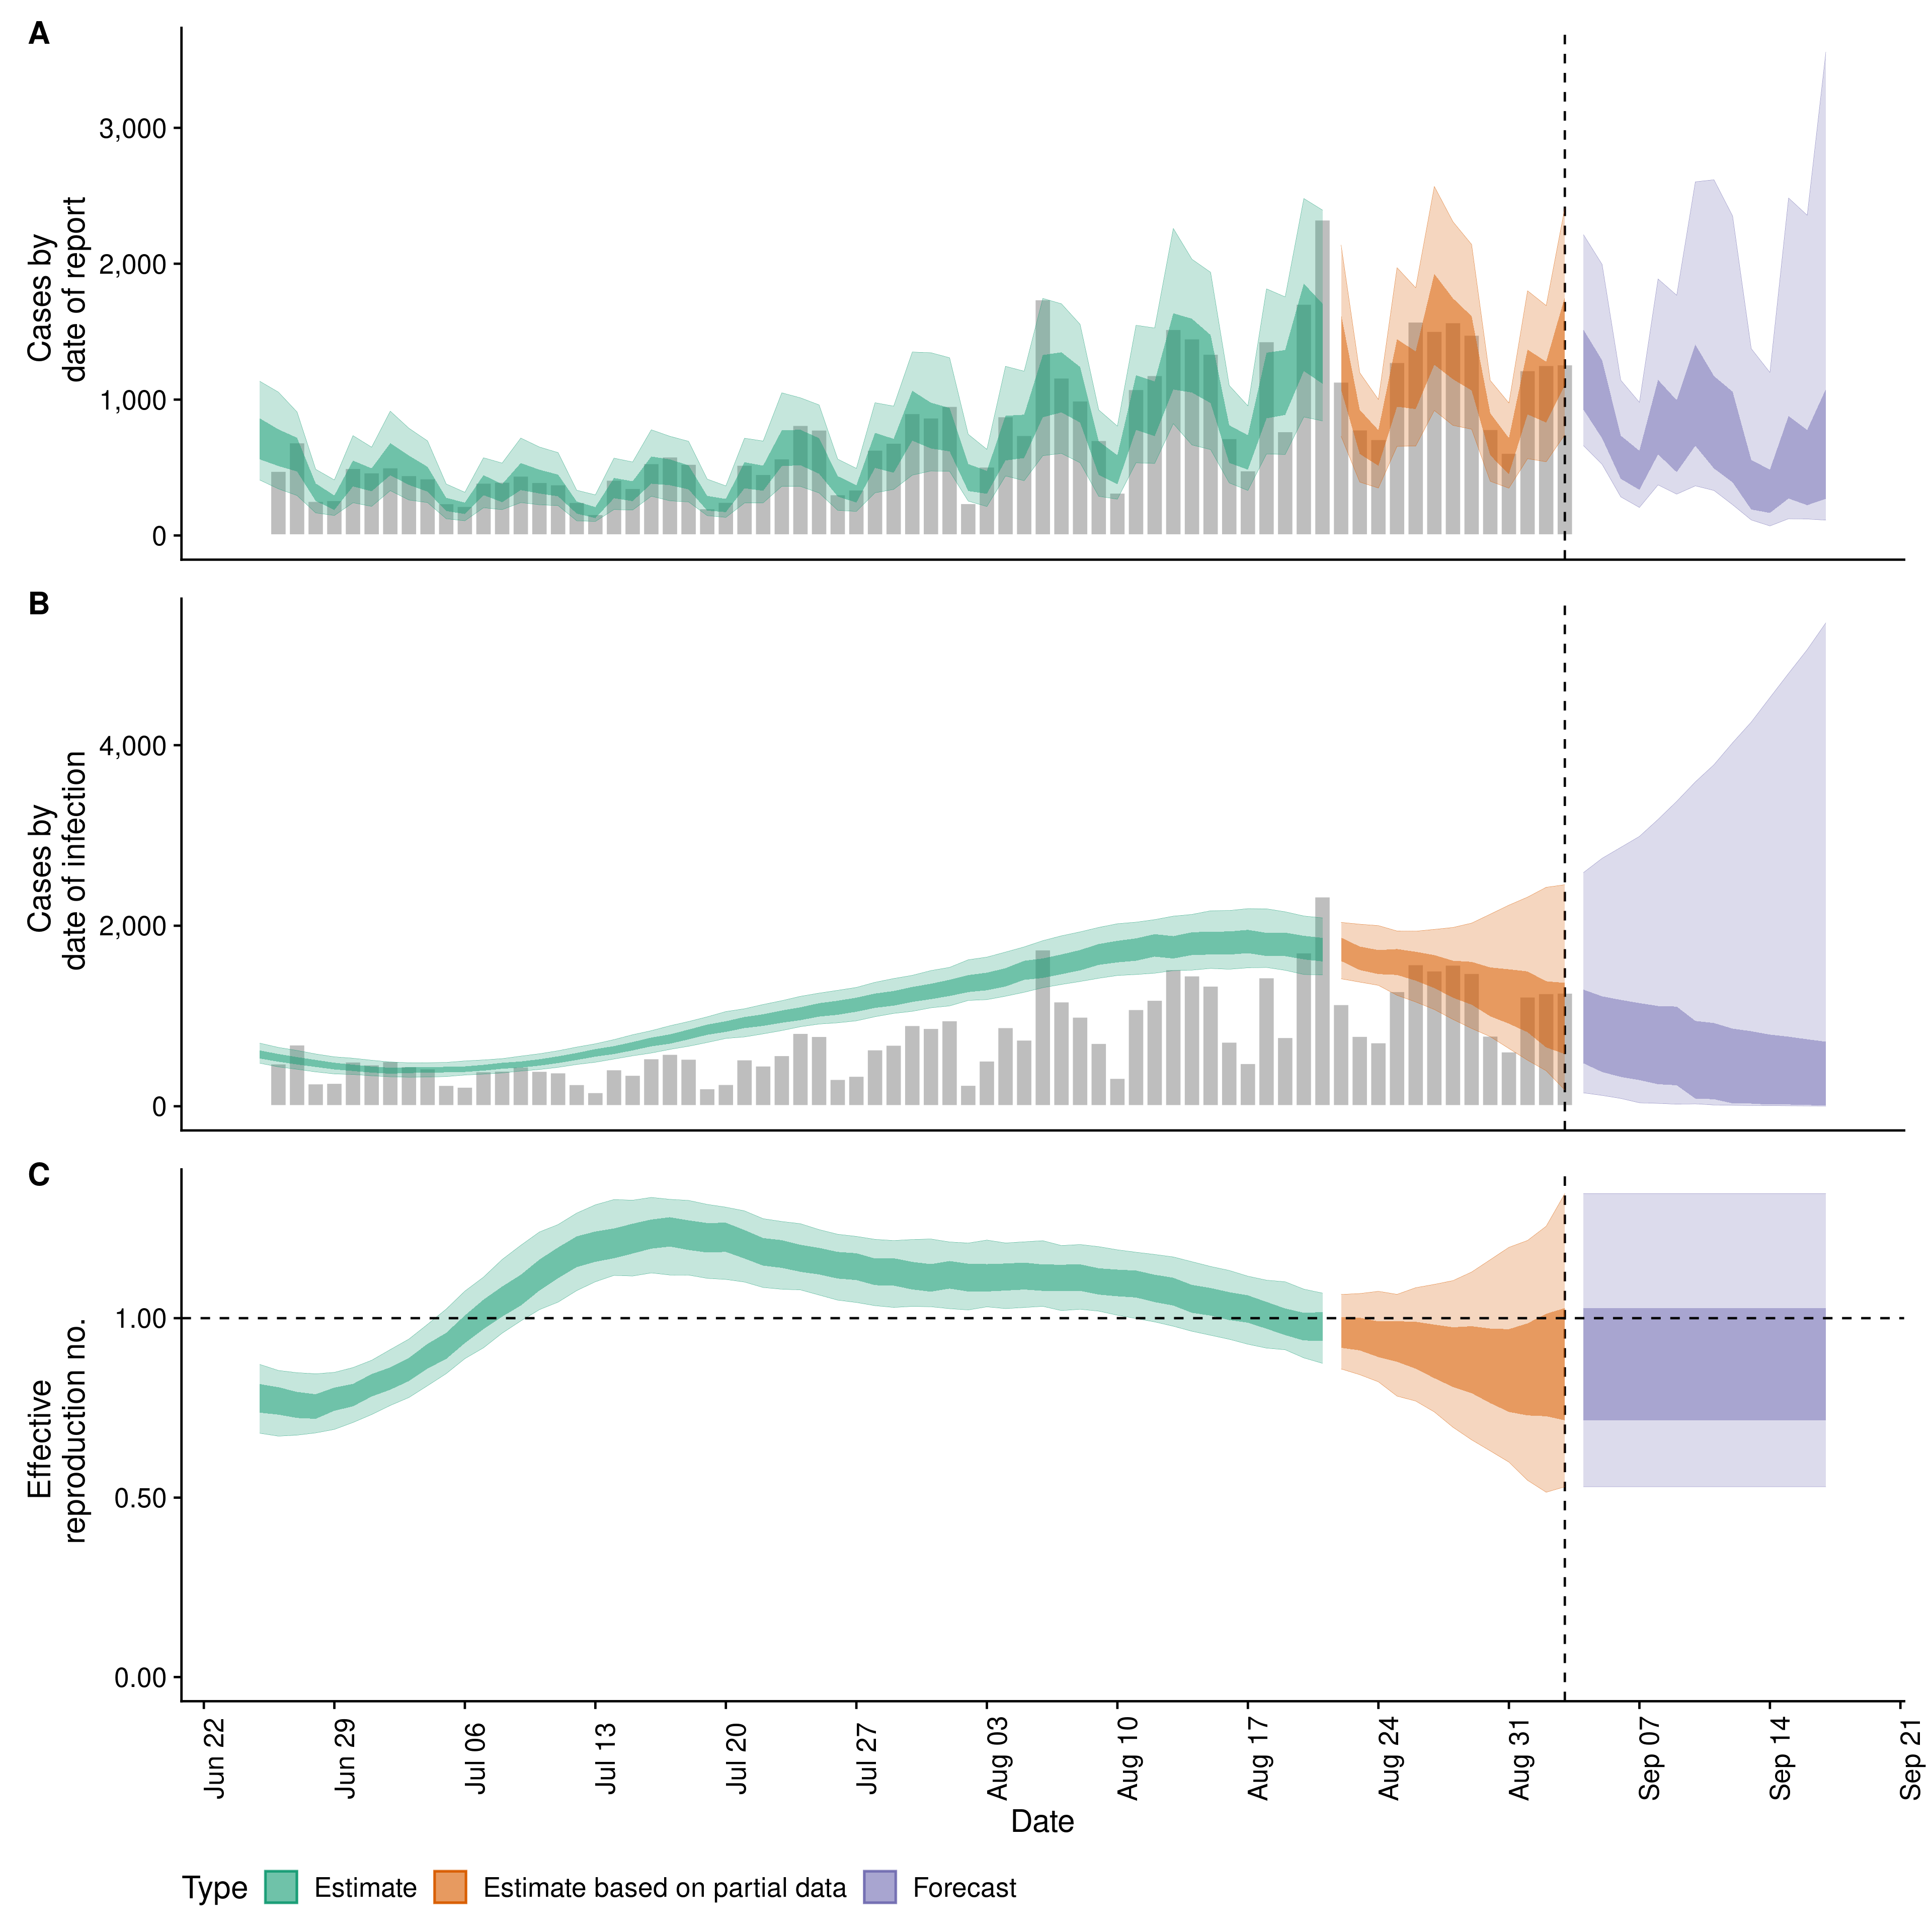 A
Cases by
date of report
3,000
2,000
1,000
0
B
Cases by
date of infection
4,000
2,000
0
C
Effective
reproduction no.
1.00
0.50
0.00
Jun 22
Jun 29
Jul 06
Jul 13
Jul 20
Jul 27
Aug 03
Aug 10
Aug 17
Aug 24
Aug 31
Sep 07
Sep 14
Sep 21
Date
Type Estimate Estimate based on partial data Forecast